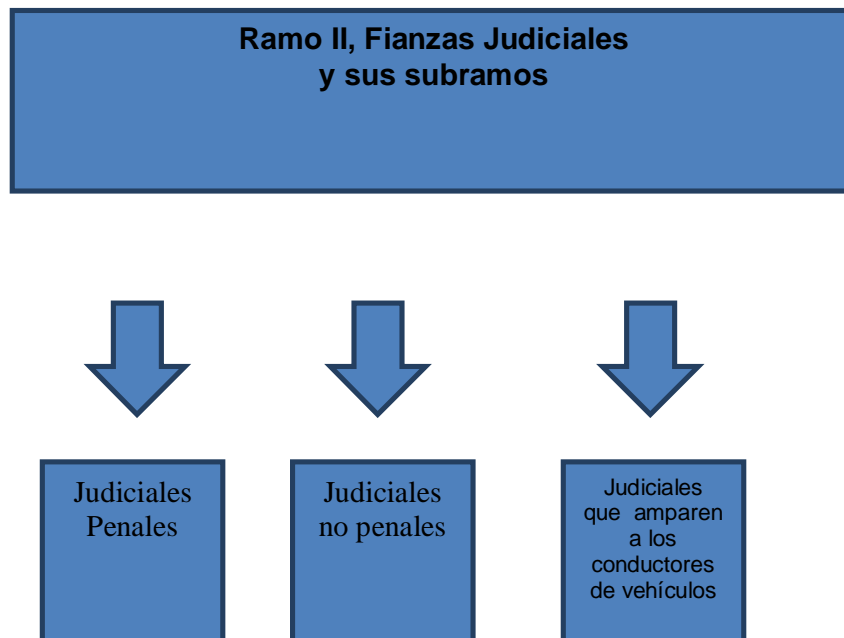 Ramo II, Fianzas Judiciales
y sus subramos
Judiciales
Penales
Judiciales
no penales
Judiciales
que amparen
a los
conductores
de vehículos